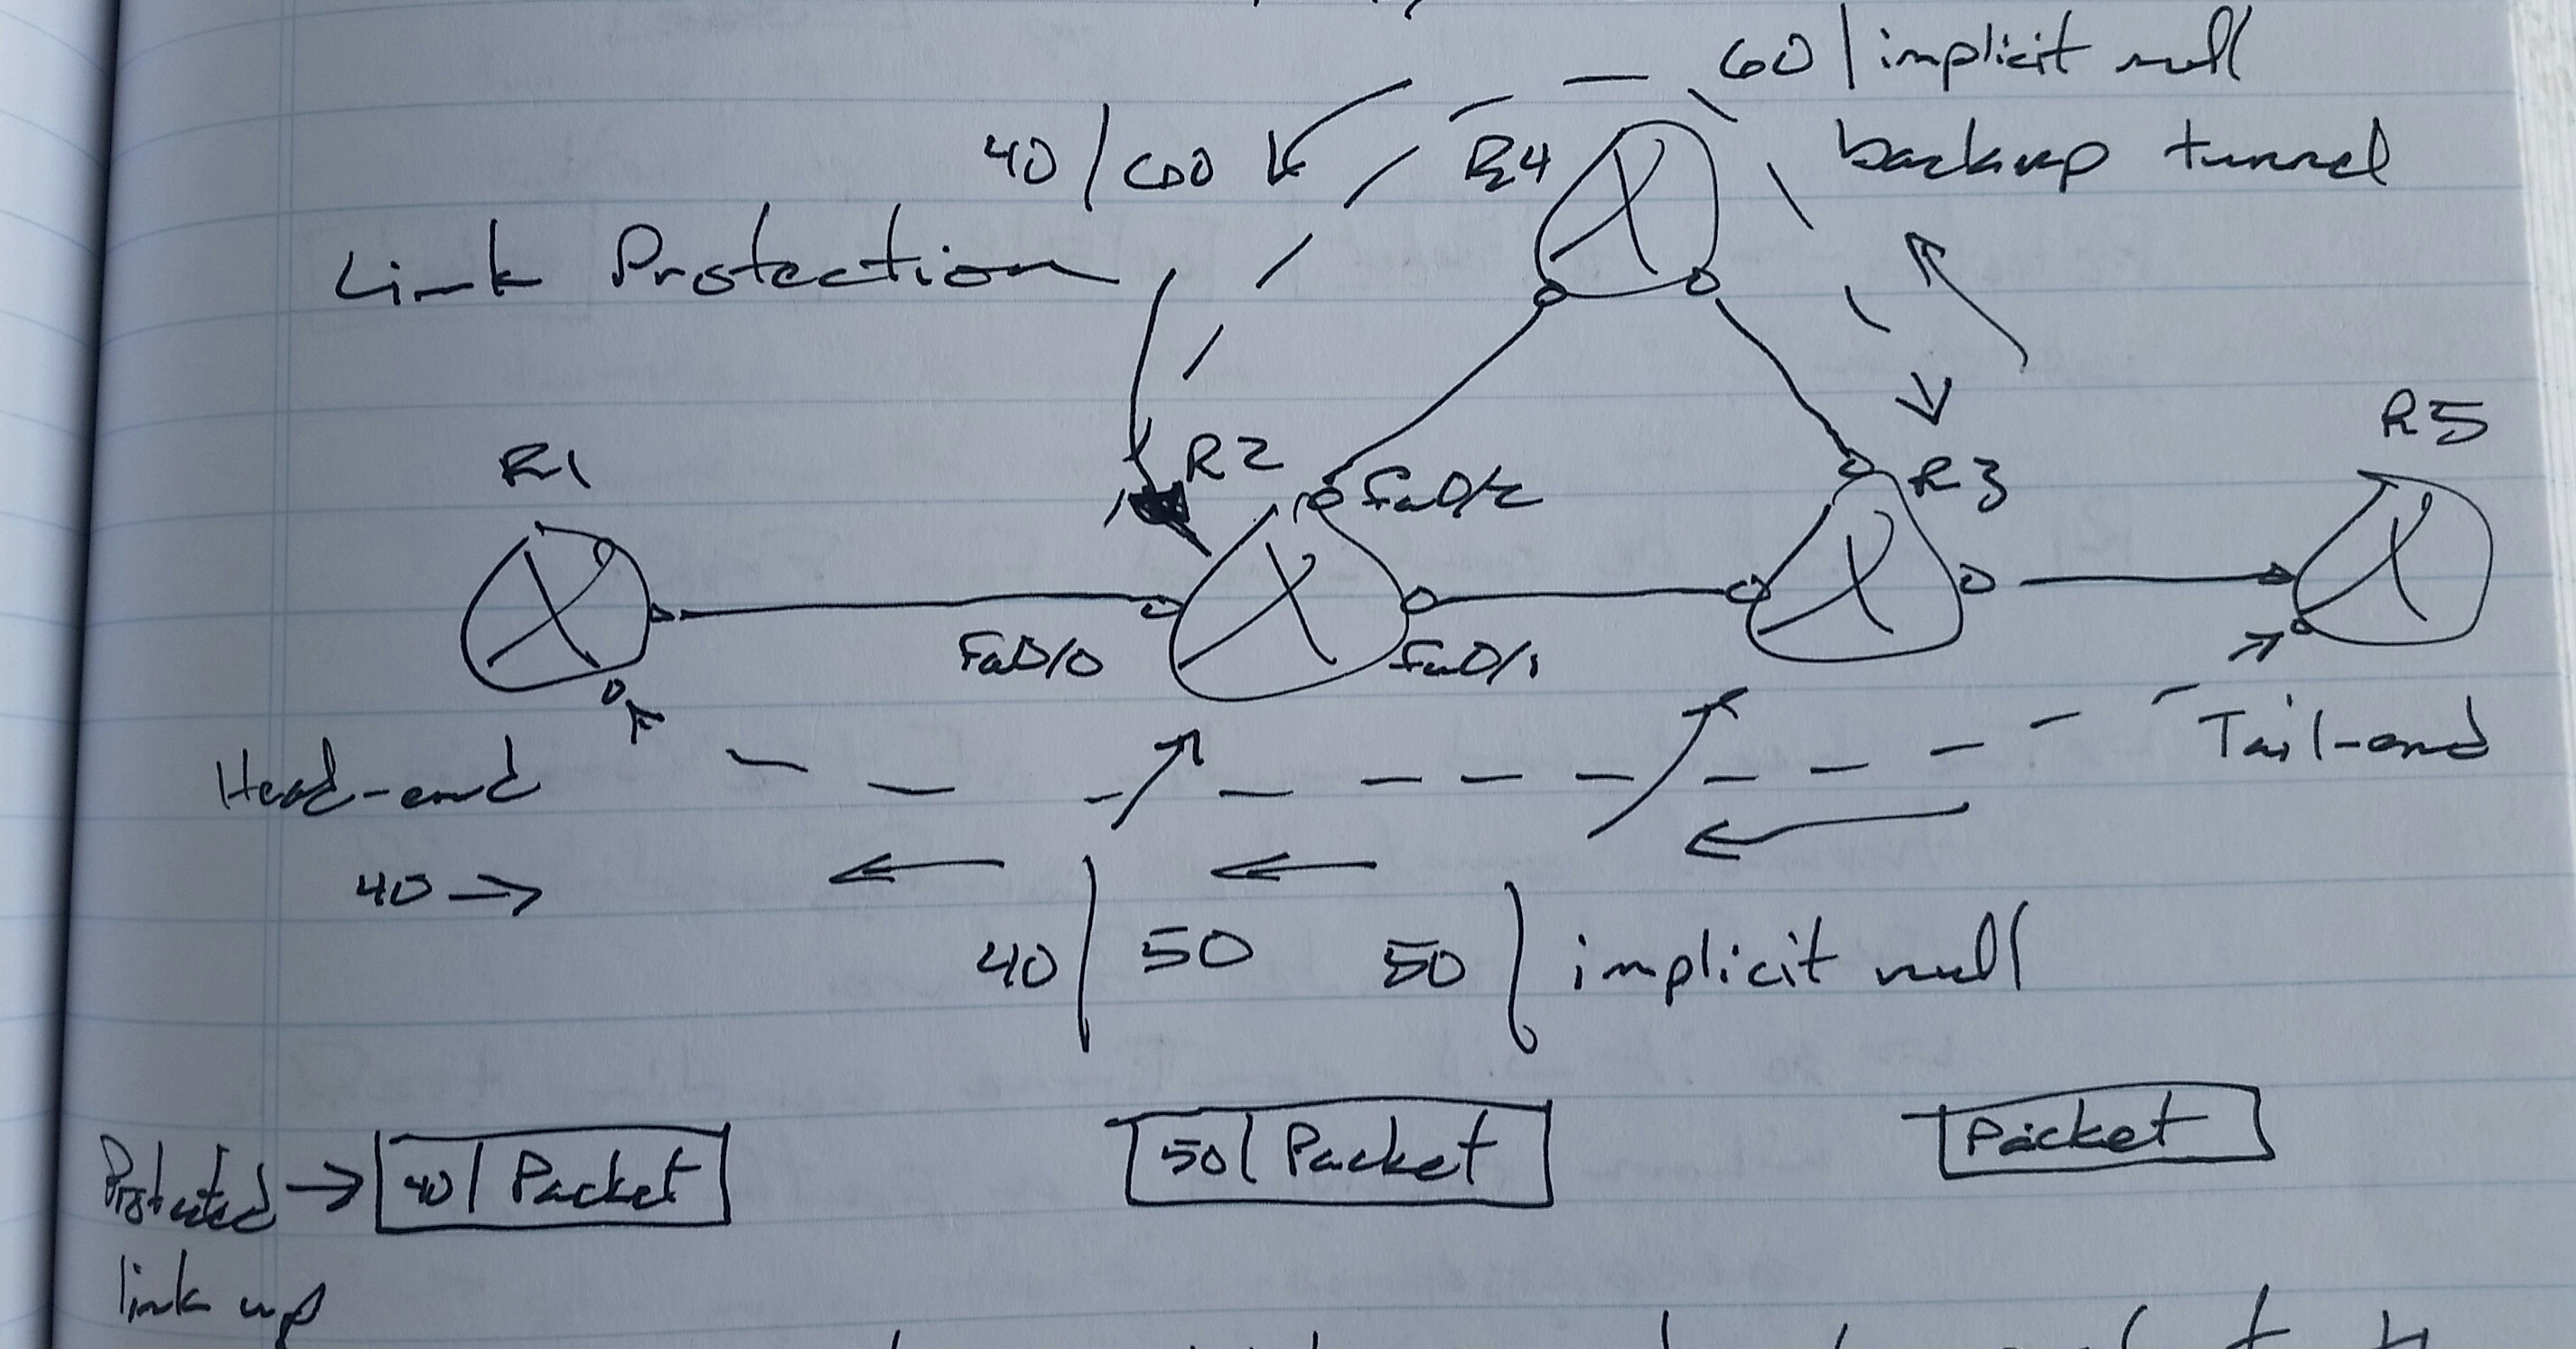 60 | implicit null
40 / 60 R4 backup tunnel
Link Protection
R1 R2 Fa0/2 R3 R5
Fa0/0 Fa0/1
Head-end Tail-end
40 →
40 | 50 50 | implicit null
Protected → 40 | Packet 50 | Packet Packet
link up